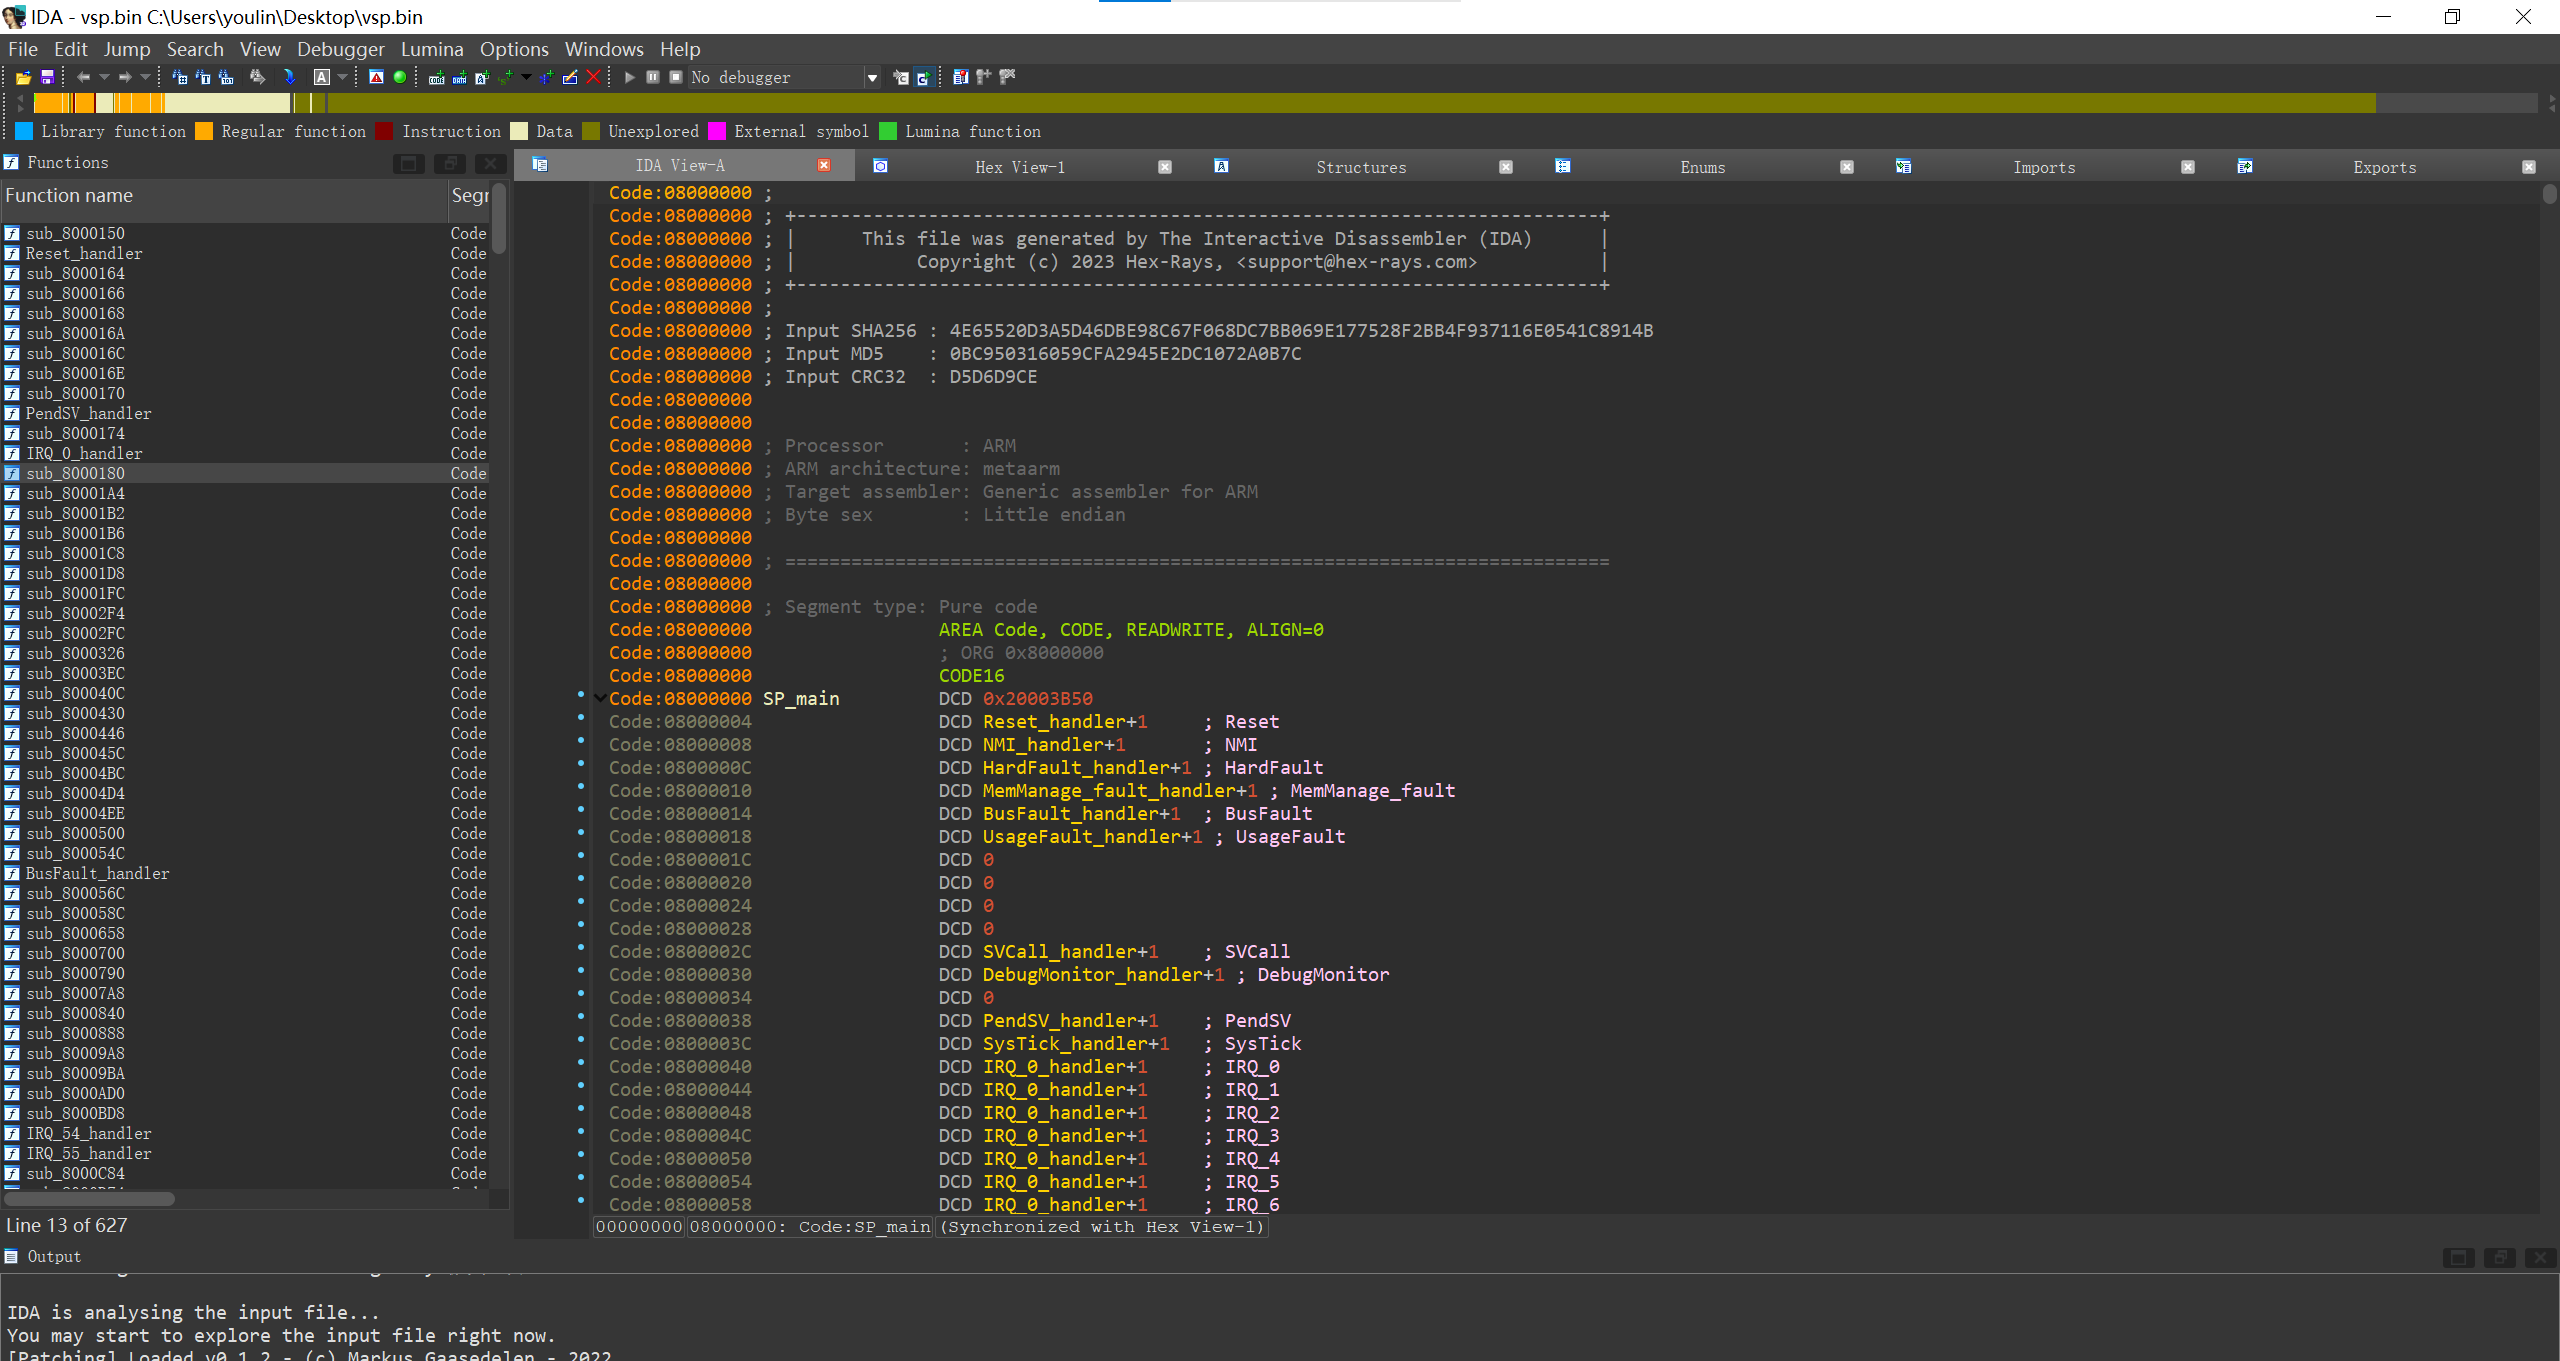 IDA - vsp.bin C:\Users\youlin\Desktop\vsp.bin
File Edit Jump Search View Debugger Lumina Options Windows Help
No debugger
Library function Regular function Instruction Data Unexplored External symbol Lumina function
Functions
Function name Segr
sub_8000150 Code
Reset_handler Code
sub_8000164 Code
sub_8000166 Code
sub_8000168 Code
sub_800016A Code
sub_800016C Code
sub_800016E Code
sub_8000170 Code
PendSV_handler Code
sub_8000174 Code
IRQ_0_handler Code
sub_8000180 Code
sub_80001A4 Code
sub_80001B2 Code
sub_80001B6 Code
sub_80001C8 Code
sub_80001D8 Code
sub_80001FC Code
sub_80002F4 Code
sub_80002FC Code
sub_8000326 Code
sub_80003EC Code
sub_800040C Code
sub_8000430 Code
sub_8000446 Code
sub_800045C Code
sub_80004BC Code
sub_80004D4 Code
sub_80004EE Code
sub_8000500 Code
sub_800054C Code
BusFault_handler Code
sub_800056C Code
sub_800058C Code
sub_8000658 Code
sub_8000700 Code
sub_8000790 Code
sub_80007A8 Code
sub_8000840 Code
sub_8000888 Code
sub_80009A8 Code
sub_80009BA Code
sub_8000AD0 Code
sub_8000BD8 Code
IRQ_54_handler Code
IRQ_55_handler Code
sub_8000C84 Code
Line 13 of 627
IDA View-A Hex View-1 Structures Enums Imports Exports
Code:08000000 ;
Code:08000000 ; +-------------------------------------------------------------------------+
Code:08000000 ; | This file was generated by The Interactive Disassembler (IDA) |
Code:08000000 ; | Copyright (c) 2023 Hex-Rays, <support@hex-rays.com> |
Code:08000000 ; +-------------------------------------------------------------------------+
Code:08000000 ;
Code:08000000 ; Input SHA256 : 4E65520D3A5D46DBE98C67F068DC7BB069E177528F2BB4F937116E0541C8914B
Code:08000000 ; Input MD5 : 0BC950316059CFA2945E2DC1072A0B7C
Code:08000000 ; Input CRC32 : D5D6D9CE
Code:08000000
Code:08000000
Code:08000000 ; Processor : ARM
Code:08000000 ; ARM architecture: metaarm
Code:08000000 ; Target assembler: Generic assembler for ARM
Code:08000000 ; Byte sex : Little endian
Code:08000000
Code:08000000 ; ===========================================================================
Code:08000000
Code:08000000 ; Segment type: Pure code
Code:08000000 AREA Code, CODE, READWRITE, ALIGN=0
Code:08000000 ; ORG 0x8000000
Code:08000000 CODE16
Code:08000000 SP_main DCD 0x20003B50
Code:08000004 DCD Reset_handler+1 ; Reset
Code:08000008 DCD NMI_handler+1 ; NMI
Code:0800000C DCD HardFault_handler+1 ; HardFault
Code:08000010 DCD MemManage_fault_handler+1 ; MemManage_fault
Code:08000014 DCD BusFault_handler+1 ; BusFault
Code:08000018 DCD UsageFault_handler+1 ; UsageFault
Code:0800001C DCD 0
Code:08000020 DCD 0
Code:08000024 DCD 0
Code:08000028 DCD 0
Code:0800002C DCD SVCall_handler+1 ; SVCall
Code:08000030 DCD DebugMonitor_handler+1 ; DebugMonitor
Code:08000034 DCD 0
Code:08000038 DCD PendSV_handler+1 ; PendSV
Code:0800003C DCD SysTick_handler+1 ; SysTick
Code:08000040 DCD IRQ_0_handler+1 ; IRQ_0
Code:08000044 DCD IRQ_0_handler+1 ; IRQ_1
Code:08000048 DCD IRQ_0_handler+1 ; IRQ_2
Code:0800004C DCD IRQ_0_handler+1 ; IRQ_3
Code:08000050 DCD IRQ_0_handler+1 ; IRQ_4
Code:08000054 DCD IRQ_0_handler+1 ; IRQ_5
Code:08000058 DCD IRQ_0_handler+1 ; IRQ_6
00000000 08000000: Code:SP_main (Synchronized with Hex View-1)
Output
IDA is analysing the input file...
You may start to explore the input file right now.
[Patching] Loaded v0.1.2 - (c) Markus Gaasedelen - 2022